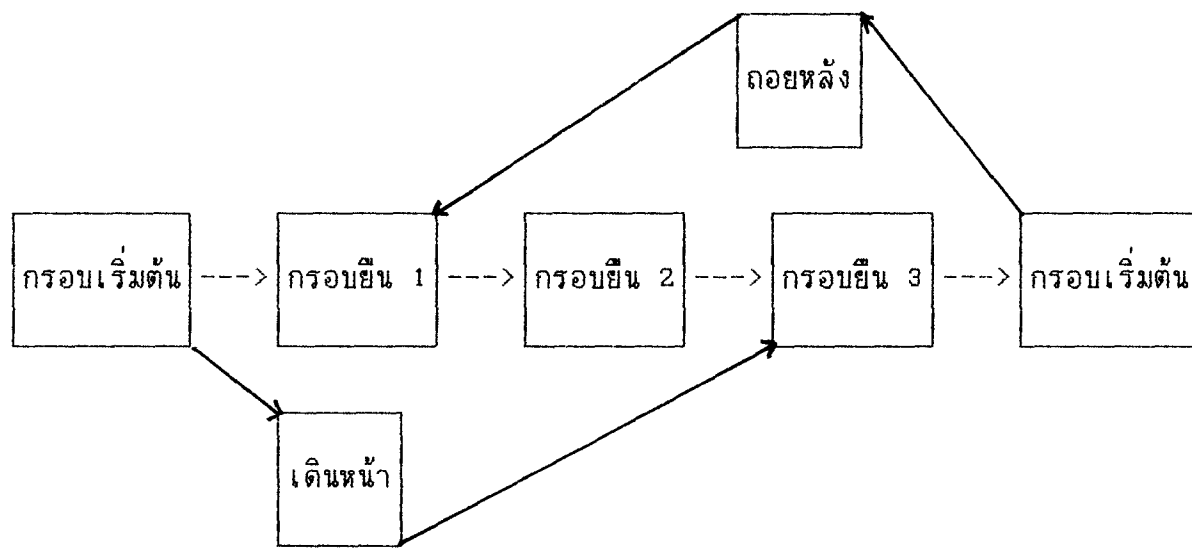 ถอยหลัง
กรอบเริ่มต้น ---> กรอบยืน 1 ---> กรอบยืน 2 ---> กรอบยืน 3 ---> กรอบเริ่มต้น
เดินหน้า